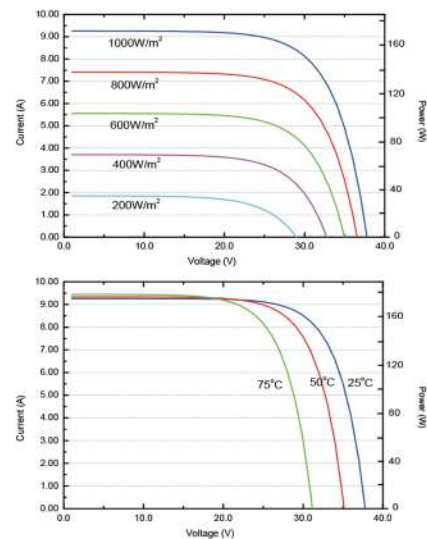 10.00
9.00
8.00
7.00
6.00
5.00
4.00
3.00
2.00
1.00
0.00
Current (A)
1000W/m²
800W/m²
600W/m²
400W/m²
200W/m²
160
120
80
40
0
Power (W)
0.0 10.0 20.0 30.0 40.0
Voltage (V)
10.00
9.00
8.00
7.00
6.00
5.00
4.00
3.00
2.00
1.00
0.00
Current (A)
75°C 50°C 25°C
160
120
80
40
0
Power (W)
0.0 10.0 20.0 30.0 40.0
Voltage (V)